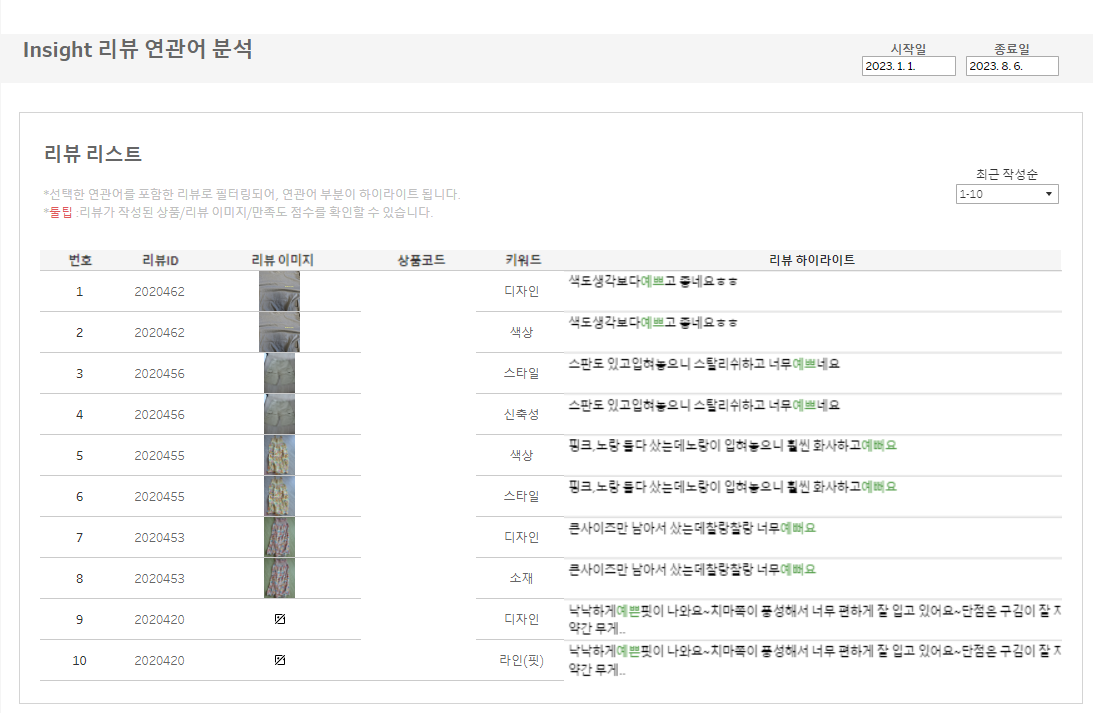 Insight 리뷰 연관어 분석
시작일 종료일
2023. 1. 1. 2023. 8. 6.
리뷰 리스트
최근 작성순
*선택한 연관어를 포함한 리뷰로 필터링되어, 연관어 부분이 하이라이트 됩니다.
1-10
*툴팁 :리뷰가 작성된 상품/리뷰 이미지/만족도 점수를 확인할 수 있습니다.
번호 리뷰ID 리뷰 이미지 상품코드 키워드 리뷰 하이라이트
1 2020462 디자인 색도생각보다예쁘고 좋네요ㅎㅎ
2 2020462 색상 색도생각보다예쁘고 좋네요ㅎㅎ
3 2020456 스타일 스판도 있고입혀놓으니 스탈리쉬하고 너무예쁘네요
4 2020456 신축성 스판도 있고입혀놓으니 스탈리쉬하고 너무예쁘네요
5 2020455 색상 핑크,노랑 둘다 샀는데노랑이 입혀놓으니 훨씬 화사하고예뻐요
6 2020455 스타일 핑크,노랑 둘다 샀는데노랑이 입혀놓으니 훨씬 화사하고예뻐요
7 2020453 디자인 큰사이즈만 남아서 샀는데찰랑찰랑 너무예뻐요
8 2020453 소재 큰사이즈만 남아서 샀는데찰랑찰랑 너무예뻐요
9 2020420 디자인 낙낙하게예쁜핏이 나와요~치마폭이 풍성해서 너무 편하게 잘 입고 있어요~단점은 구김이 잘 지
약간 무게..
10 2020420 라인(핏) 낙낙하게예쁜핏이 나와요~치마폭이 풍성해서 너무 편하게 잘 입고 있어요~단점은 구김이 잘 지
약간 무게..